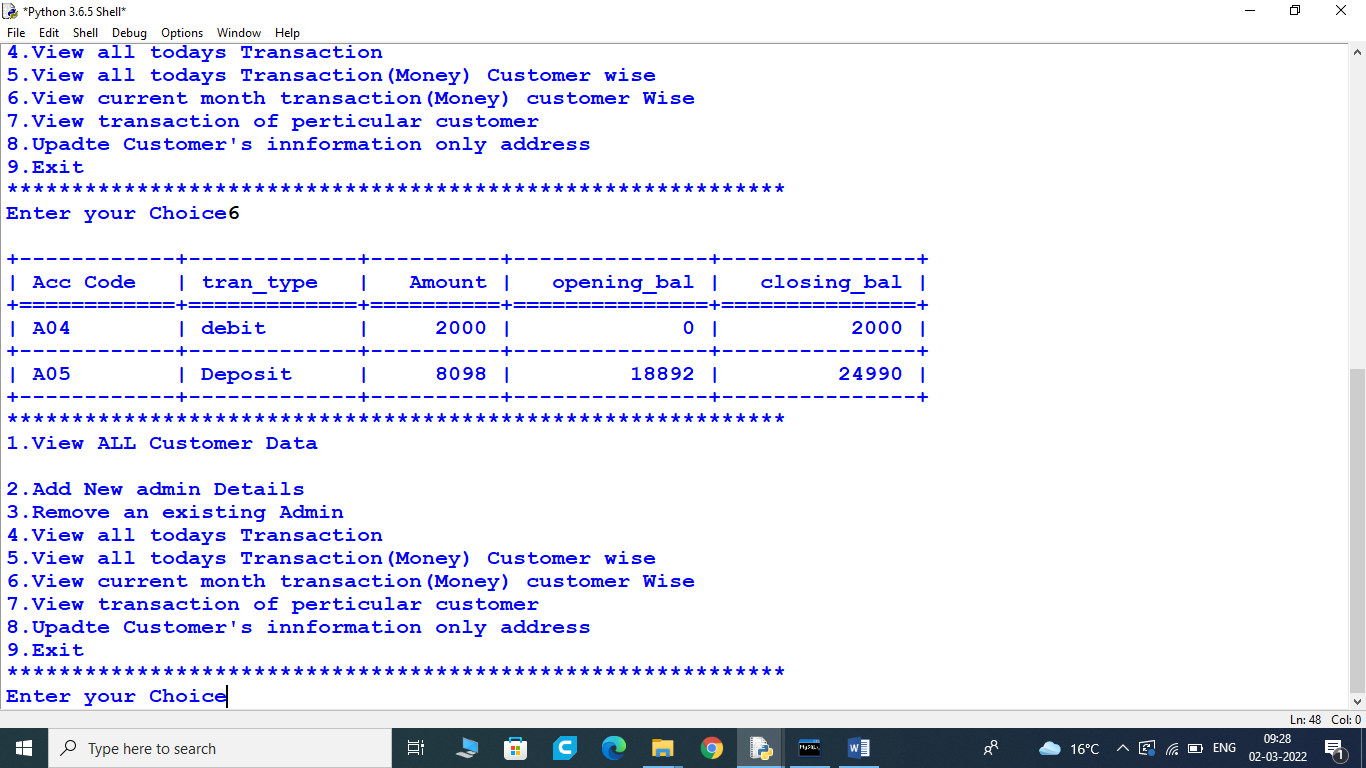 *Python 3.6.5 Shell*
File Edit Shell Debug Options Window Help
4.View all todays Transaction
5.View all todays Transaction(Money) Customer wise
6.View current month transaction(Money) customer Wise
7.View transaction of perticular customer
8.Upadte Customer's innformation only address
9.Exit
************************************************************
Enter your Choice6
+------------+-------------+----------+---------------+---------------+
| Acc Code | tran_type | Amount | opening_bal | closing_bal |
+============+=============+==========+===============+===============+
| A04 | debit | 2000 | 0 | 2000 |
+------------+-------------+----------+---------------+---------------+
| A05 | Deposit | 8098 | 18892 | 24990 |
+------------+-------------+----------+---------------+---------------+
************************************************************
1.View ALL Customer Data
2.Add New admin Details
3.Remove an existing Admin
4.View all todays Transaction
5.View all todays Transaction(Money) Customer wise
6.View current month transaction(Money) customer Wise
7.View transaction of perticular customer
8.Upadte Customer's innformation only address
9.Exit
************************************************************
Enter your Choice
Ln: 48 Col: 0
Type here to search
MySQL
16°C
ENG
09:28
02-03-2022
1